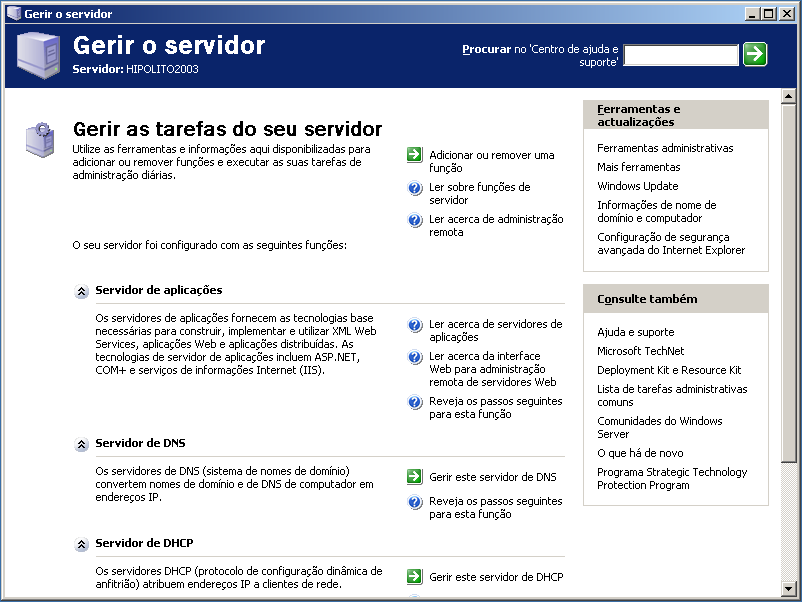 Gerir o servidor
Gerir o servidor
Servidor: HIPOLITO2003
Procurar no 'Centro de ajuda e
suporte'
Gerir as tarefas do seu servidor
Utilize as ferramentas e informações aqui disponibilizadas para
adicionar ou remover funções e executar as suas tarefas de
administração diárias.
Adicionar ou remover uma
função
Ler sobre funções de
servidor
Ler acerca de administração
remota
O seu servidor foi configurado com as seguintes funções:
Servidor de aplicações
Os servidores de aplicações fornecem as tecnologias base
necessárias para construir, implementar e utilizar XML Web
Services, aplicações Web e aplicações distribuídas. As
tecnologias de servidor de aplicações incluem ASP.NET,
COM+ e serviços de informações Internet (IIS).
Ler acerca de servidores de
aplicações
Ler acerca da interface
Web para administração
remota de servidores Web
Reveja os passos seguintes
para esta função
Servidor de DNS
Os servidores de DNS (sistema de nomes de domínio)
convertem nomes de domínio e de DNS de computador em
endereços IP.
Gerir este servidor de DNS
Reveja os passos seguintes
para esta função
Servidor de DHCP
Os servidores DHCP (protocolo de configuração dinâmica de
anfitrião) atribuem endereços IP a clientes de rede.
Gerir este servidor de DHCP
Ferramentas e
actualizações
Ferramentas administrativas
Mais ferramentas
Windows Update
Informações de nome de
domínio e computador
Configuração de segurança
avançada do Internet Explorer
Consulte também
Ajuda e suporte
Microsoft TechNet
Deployment Kit e Resource Kit
Lista de tarefas administrativas
comuns
Comunidades do Windows
Server
O que há de novo
Programa Strategic Technology
Protection Program